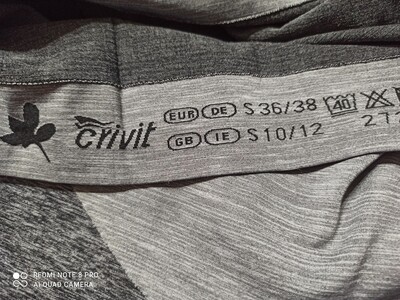 crivit EUR DE S 36/38 40
GB IE S 10/12
REDMI NOTE 8 PRO
AI QUAD CAMERA